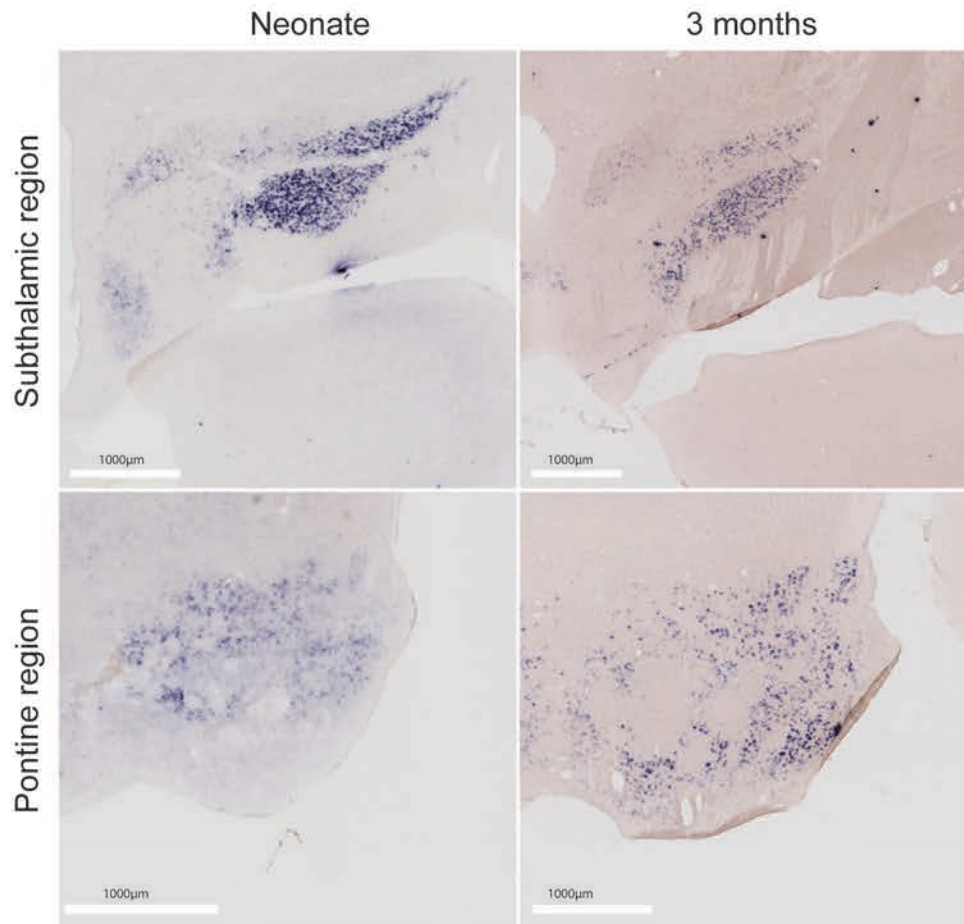 Neonate
3 months
Subthalamic region
1000µm
1000µm
Pontine region
1000µm
1000µm